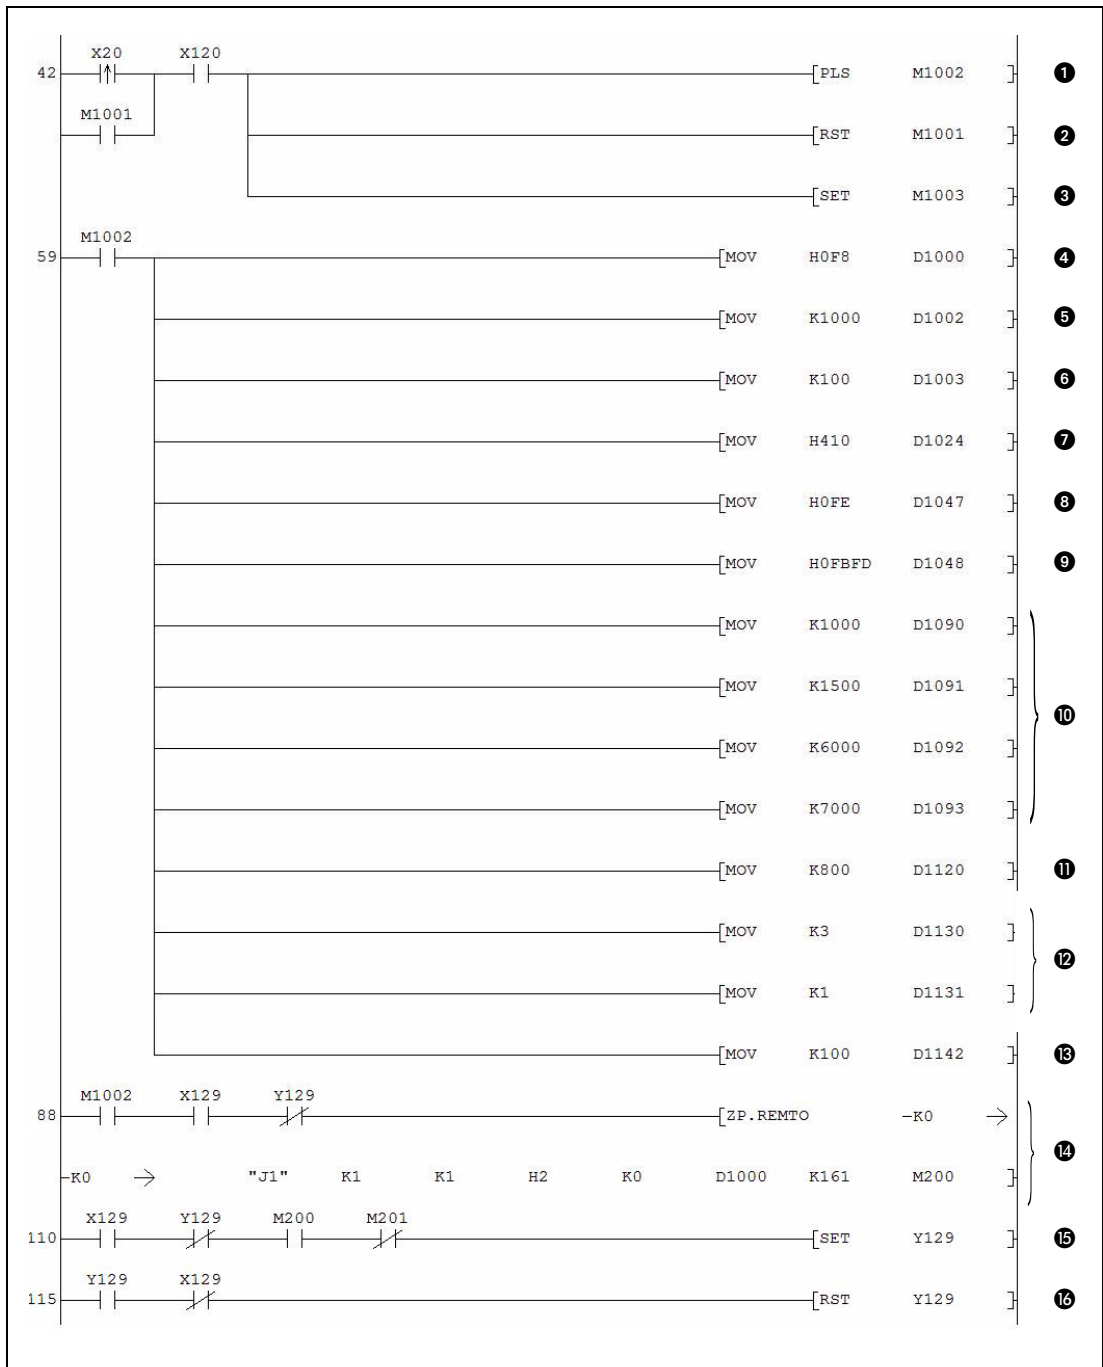 X20 X120
42 [PLS M1002 ] ❶
M1001
[RST M1001 ] ❷
[SET M1003 ] ❸
M1002
59 [MOV H0F8 D1000 ] ❹
[MOV K1000 D1002 ] ❺
[MOV K100 D1003 ] ❻
[MOV H410 D1024 ] ❼
[MOV H0FE D1047 ] ❽
[MOV H0FBFD D1048 ] ❾
[MOV K1000 D1090 ]
[MOV K1500 D1091 ]
❿
[MOV K6000 D1092 ]
[MOV K7000 D1093 ]
[MOV K800 D1120 ] ⓫
[MOV K3 D1130 ]
⓬
[MOV K1 D1131 ]
[MOV K100 D1142 ] ⓭
M1002 X129 Y129
88 [ZP.REMTO -K0 →
⓮
-K0 → "J1" K1 K1 H2 K0 D1000 K161 M200 ]
X129 Y129 M200 M201
110 [SET Y129 ] ⓯
Y129 X129
115 [RST Y129 ] ⓰